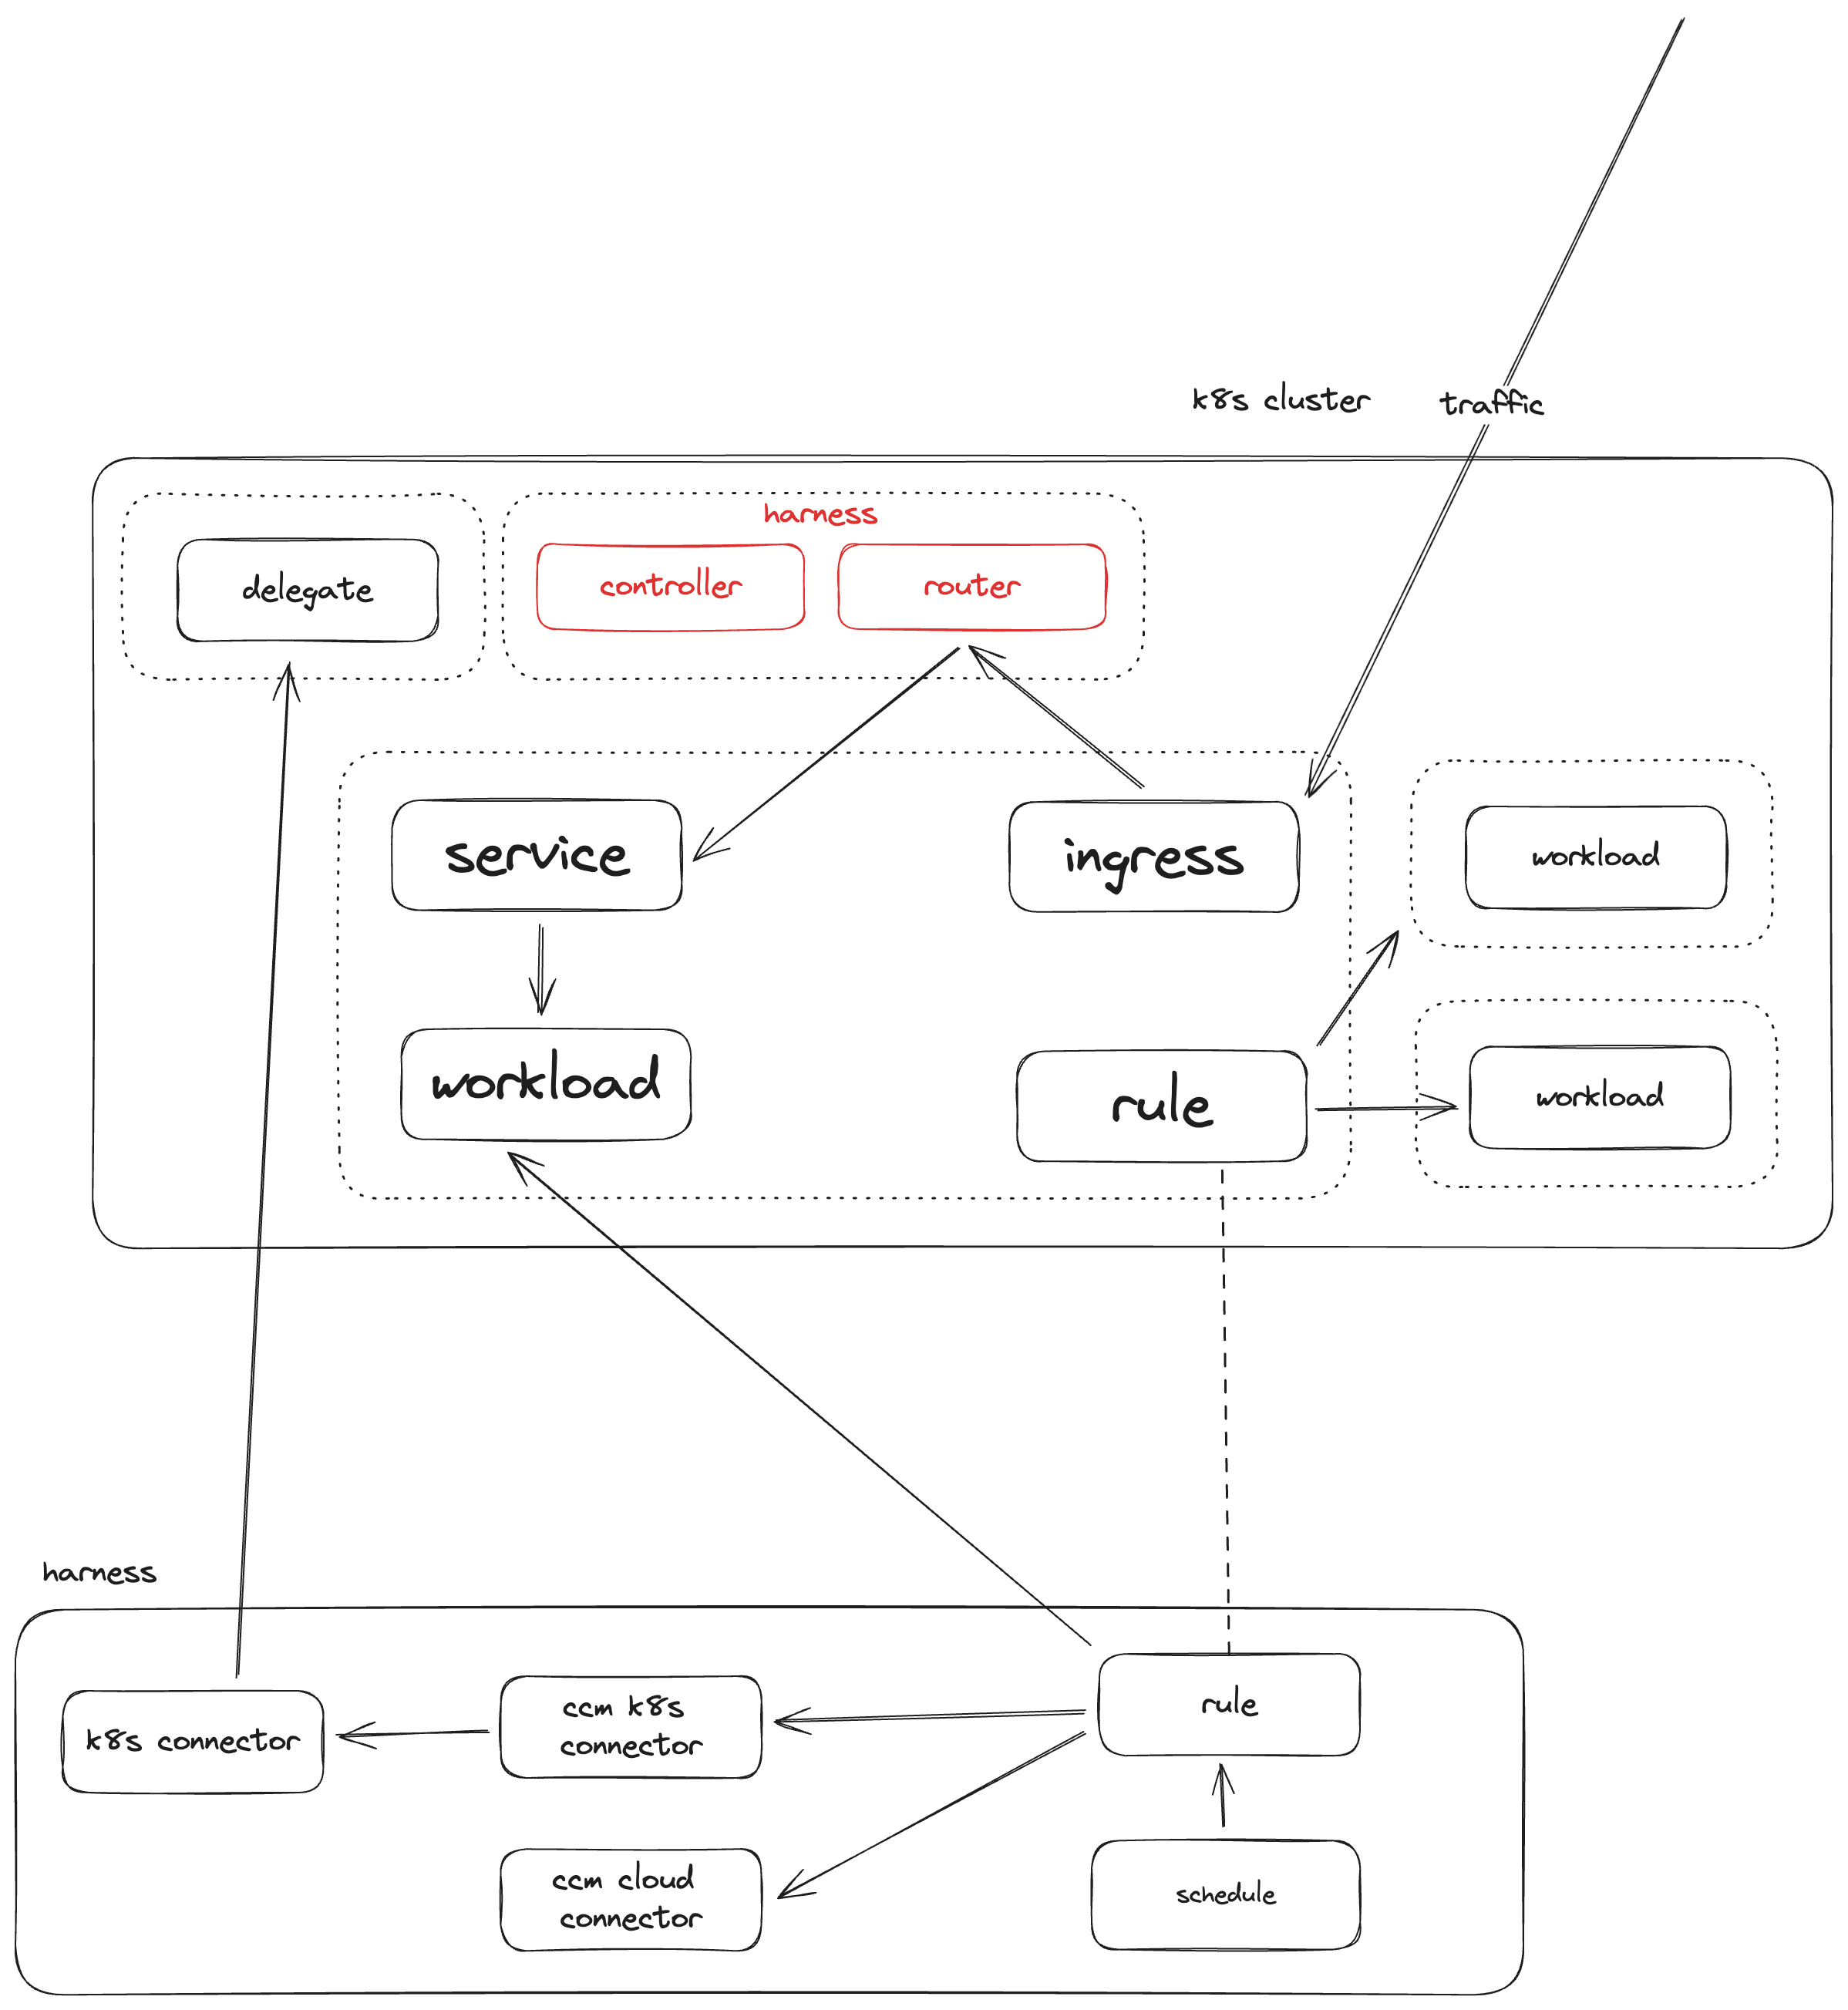 k8s cluster
traffic
harness
delegate
controller
router
service
ingress
workload
workload
rule
workload
harness
k8s connector
ccm k8s
connector
rule
ccm cloud
connector
schedule